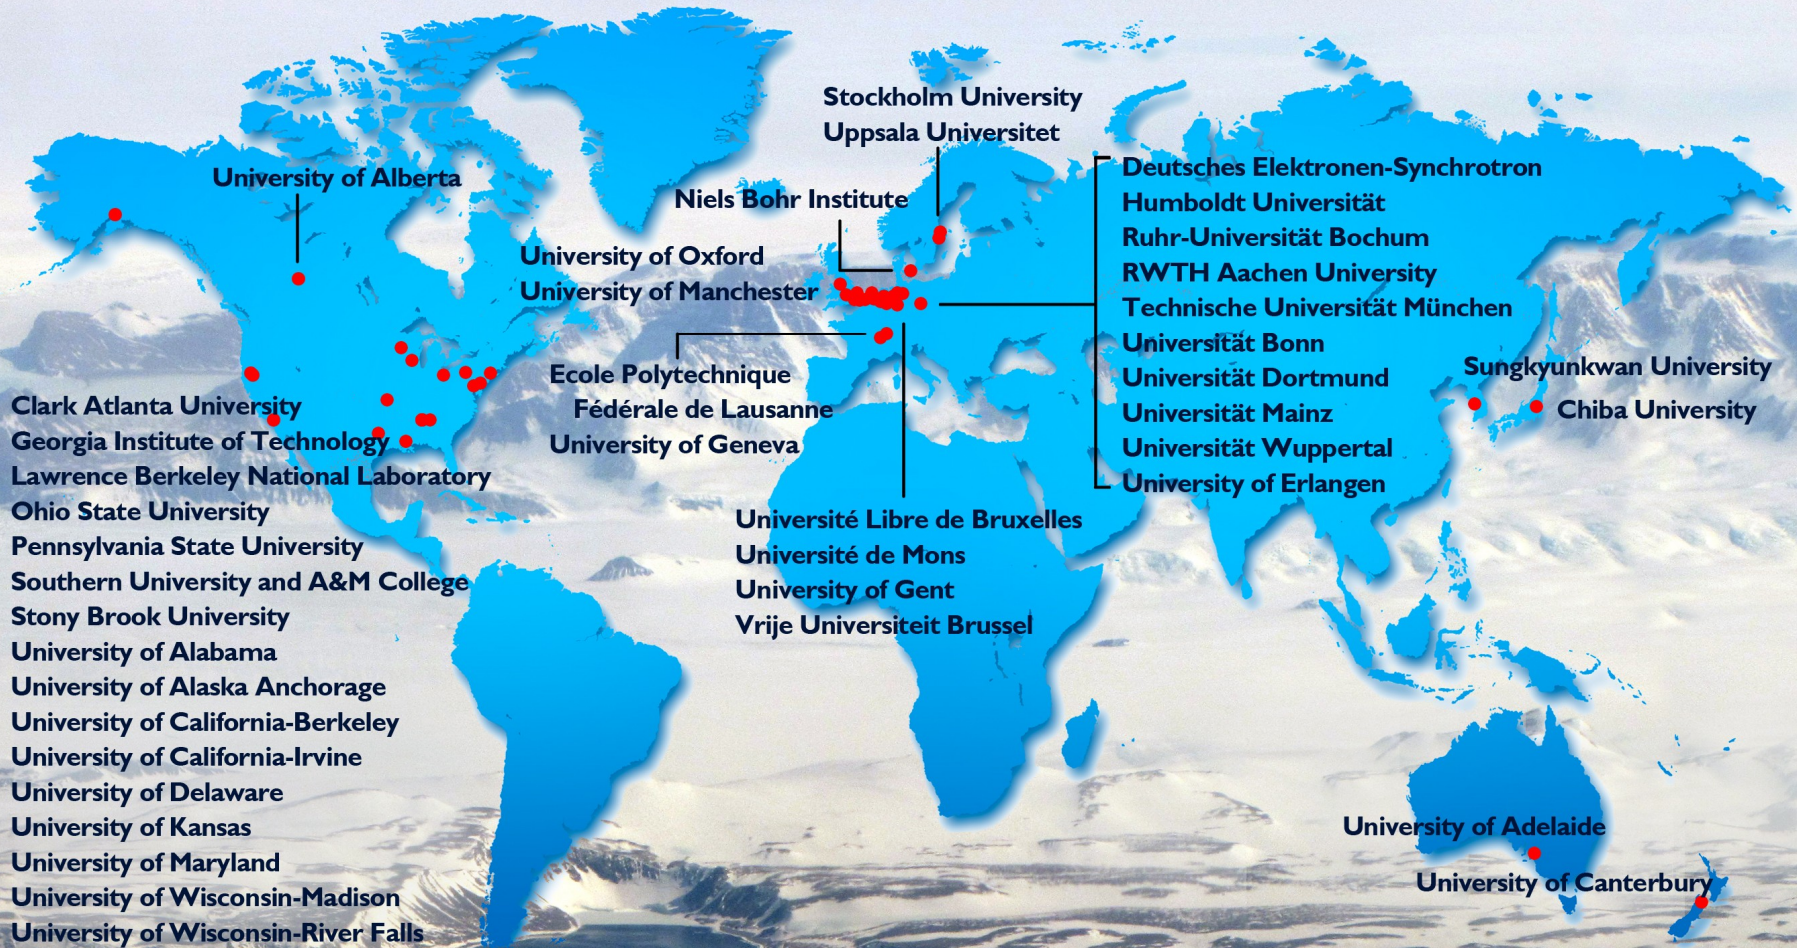 Stockholm University
Uppsala Universitet
University of Alberta
Niels Bohr Institute
University of Oxford
University of Manchester
Ecole Polytechnique
Fédérale de Lausanne
University of Geneva
Deutsches Elektronen-Synchrotron
Humboldt Universität
Ruhr-Universität Bochum
RWTH Aachen University
Technische Universität München
Universität Bonn
Universität Dortmund
Universität Mainz
Universität Wuppertal
University of Erlangen
Sungkyunkwan University
Chiba University
Clark Atlanta University
Georgia Institute of Technology
Lawrence Berkeley National Laboratory
Ohio State University
Pennsylvania State University
Southern University and A&M College
Stony Brook University
University of Alabama
University of Alaska Anchorage
University of California-Berkeley
University of California-Irvine
University of Delaware
University of Kansas
University of Maryland
University of Wisconsin-Madison
University of Wisconsin-River Falls
Université Libre de Bruxelles
Université de Mons
University of Gent
Vrije Universiteit Brussel
University of Adelaide
University of Canterbury